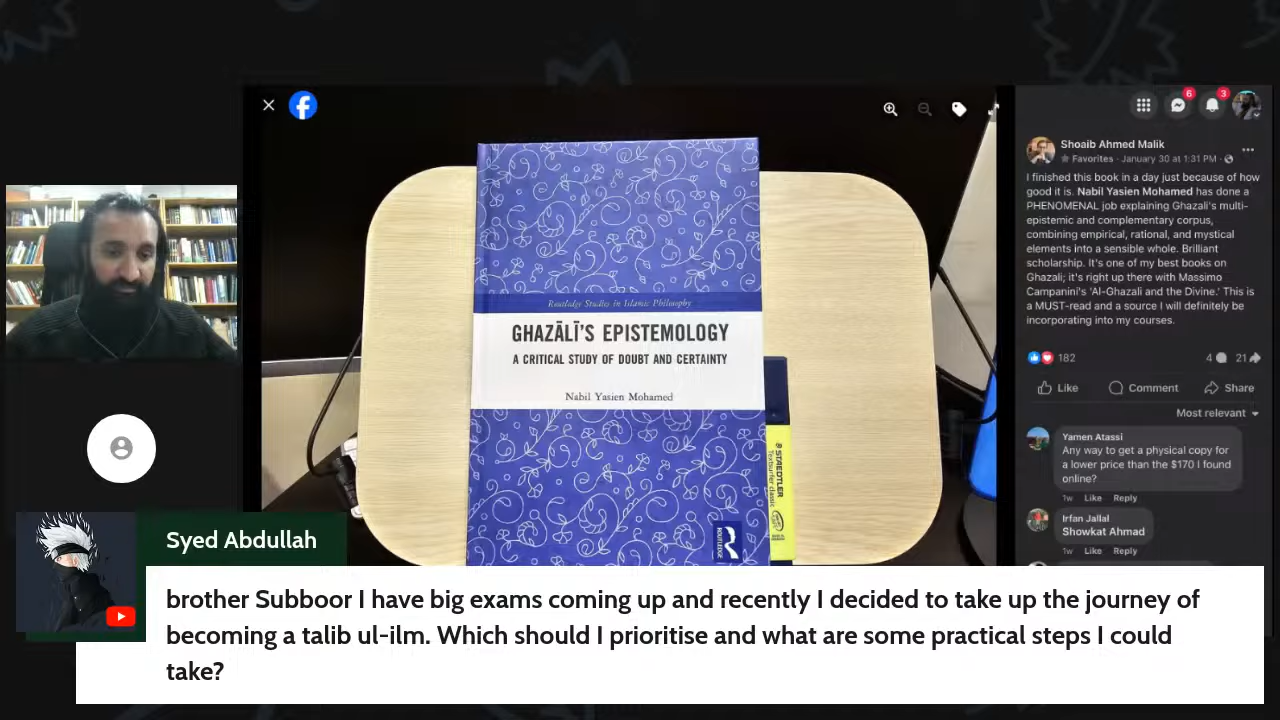 6
3
Shoaib Ahmed Malik
Favorites · January 30 at 1:31 PM ·
I finished this book in a day just because of how
good it is. Nabil Yasien Mohamed has done a
PHENOMENAL job explaining Ghazali's multi-
epistemic and complementary corpus,
combining empirical, rational, and mystical
elements into a sensible whole. Brilliant
scholarship. It's one of my best books on
Ghazali; it's right up there with Massimo
Campanini's 'Al-Ghazali and the Divine.' This is
a MUST-read and a source I will definitely be
incorporating into my courses.
182
4
21
Like
Comment
Share
Most relevant
Yamen Atassi
Any way to get a physical copy for
a lower price than the $170 I found
online?
1w Like Reply
Irfan Jallal
Showkat Ahmad
1w Like Reply
Routledge Studies in Islamic Philosophy
GHAZĀLĪ'S EPISTEMOLOGY
A CRITICAL STUDY OF DOUBT AND CERTAINTY
Nabil Yasien Mohamed
ROUTLEDGE
STAEDTLER
Textsurfer classic
Syed Abdullah
brother Subboor I have big exams coming up and recently I decided to take up the journey of
becoming a talib ul-ilm. Which should I prioritise and what are some practical steps I could
take?